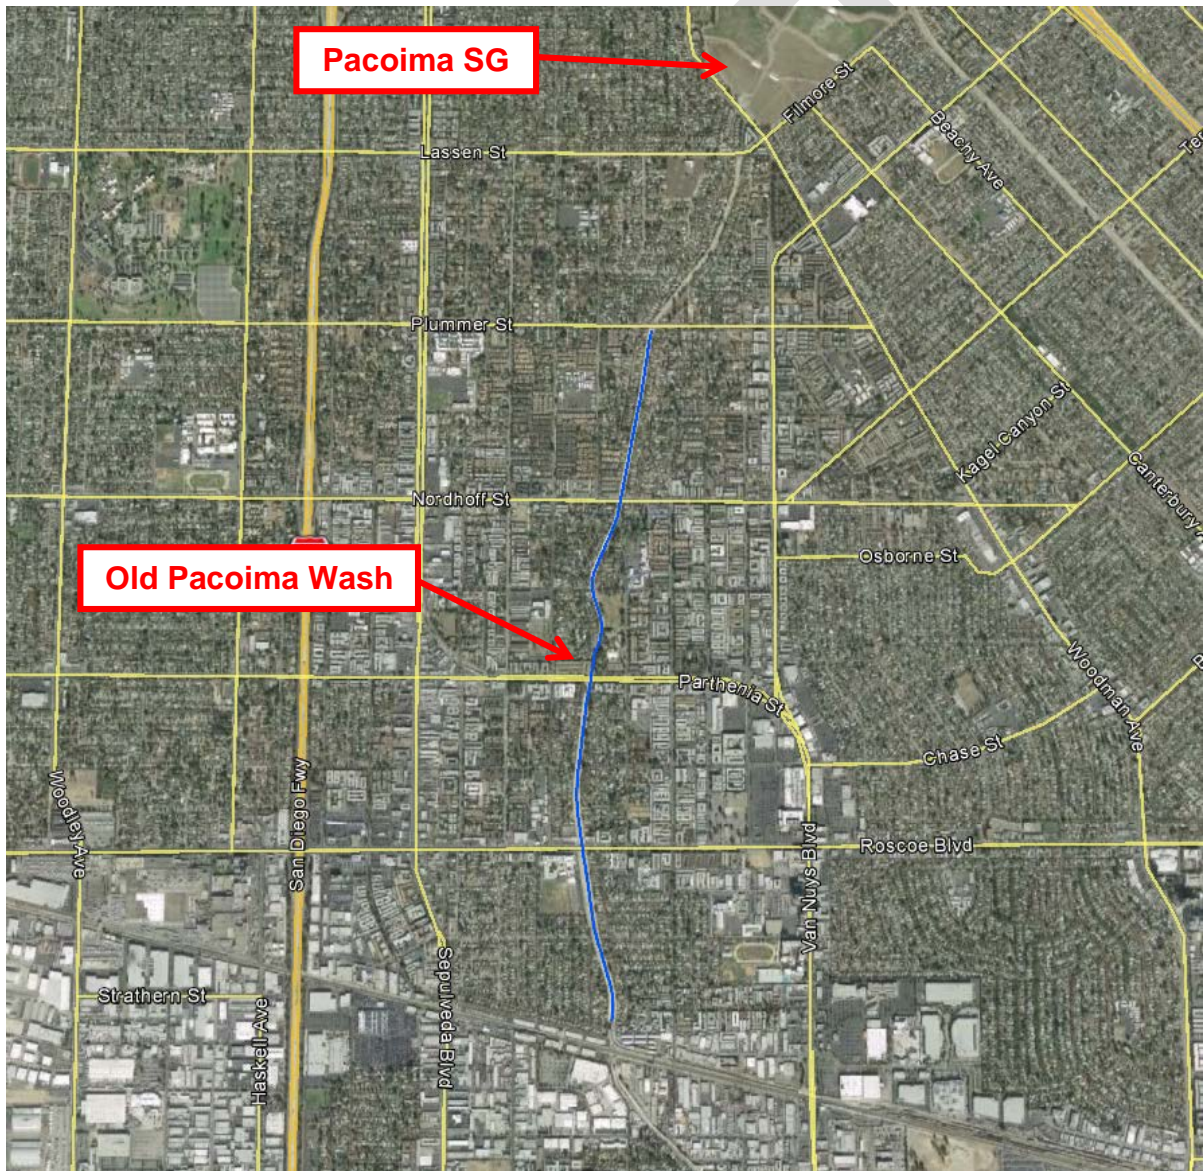 Pacoima SG
Filmore St
Beachy Ave
Lassen St
Plummer St
Kagel Canyon St
Nordhoff St
Canterbury
Osborne St
Old Pacoima Wash
Parthenia St
Woodman Ave
Chase St
Woodley Ave
San Diego Fwy
Van Nuys Blvd
Roscoe Blvd
Sepulveda Blvd
Strathern St
Haskell Ave